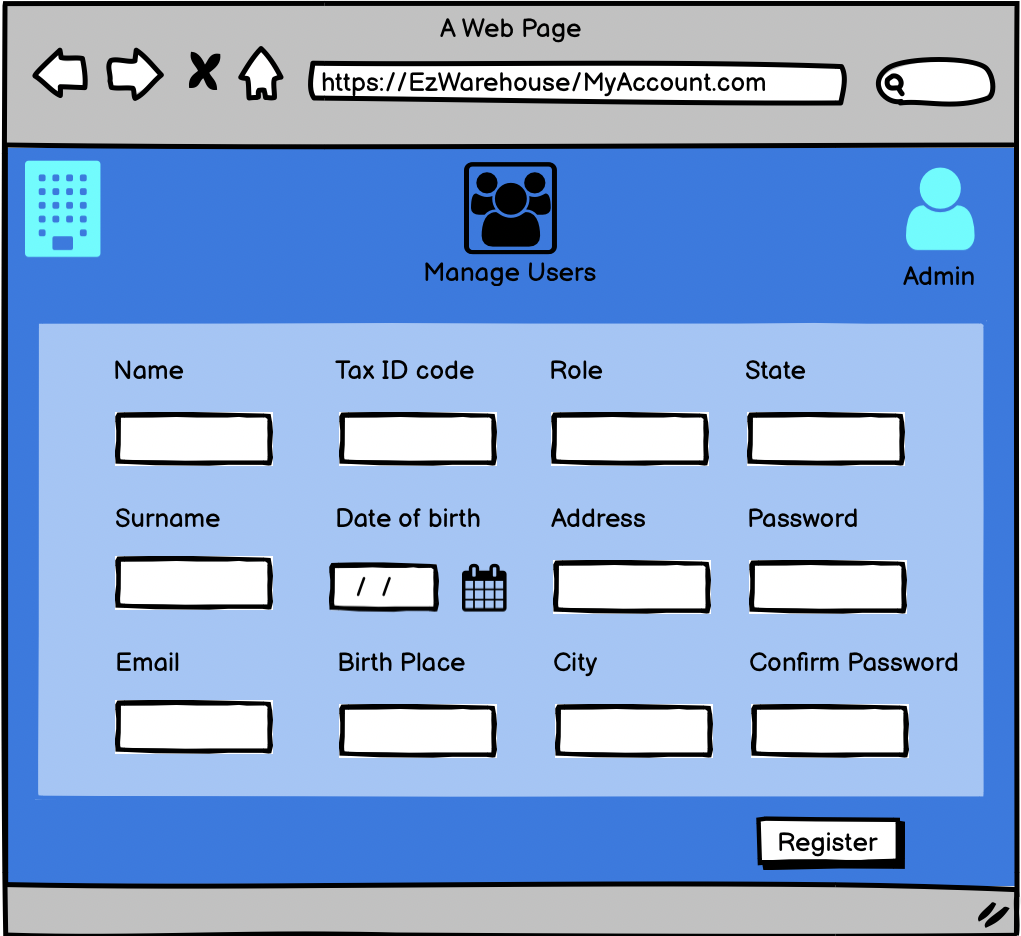 A Web Page
https://EzWarehouse/MyAccount.com
Manage Users
Admin
Name
Tax ID code
Role
State
Surname
Date of birth
Address
Password
/ /
Email
Birth Place
City
Confirm Password
Register